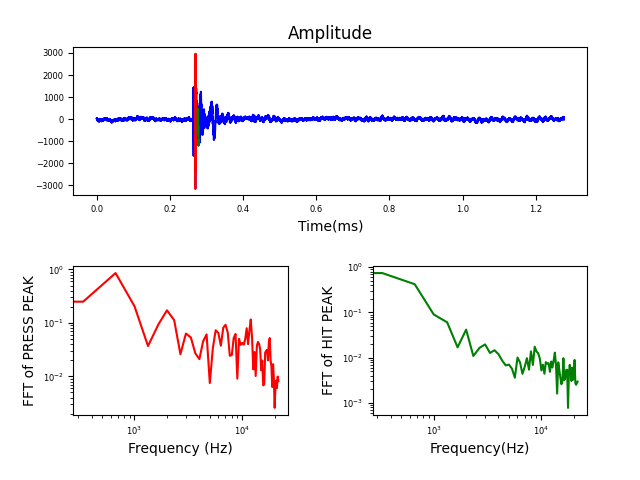 Amplitude
3000
2000
1000
0
−1000
−2000
−3000
0.0 0.2 0.4 0.6 0.8 1.0 1.2
Time(ms)
FFT of PRESS PEAK
10⁰
10⁻¹
10⁻²
10³ 10⁴
Frequency (Hz)
FFT of HIT PEAK
10⁰
10⁻¹
10⁻²
10⁻³
10³ 10⁴
Frequency(Hz)